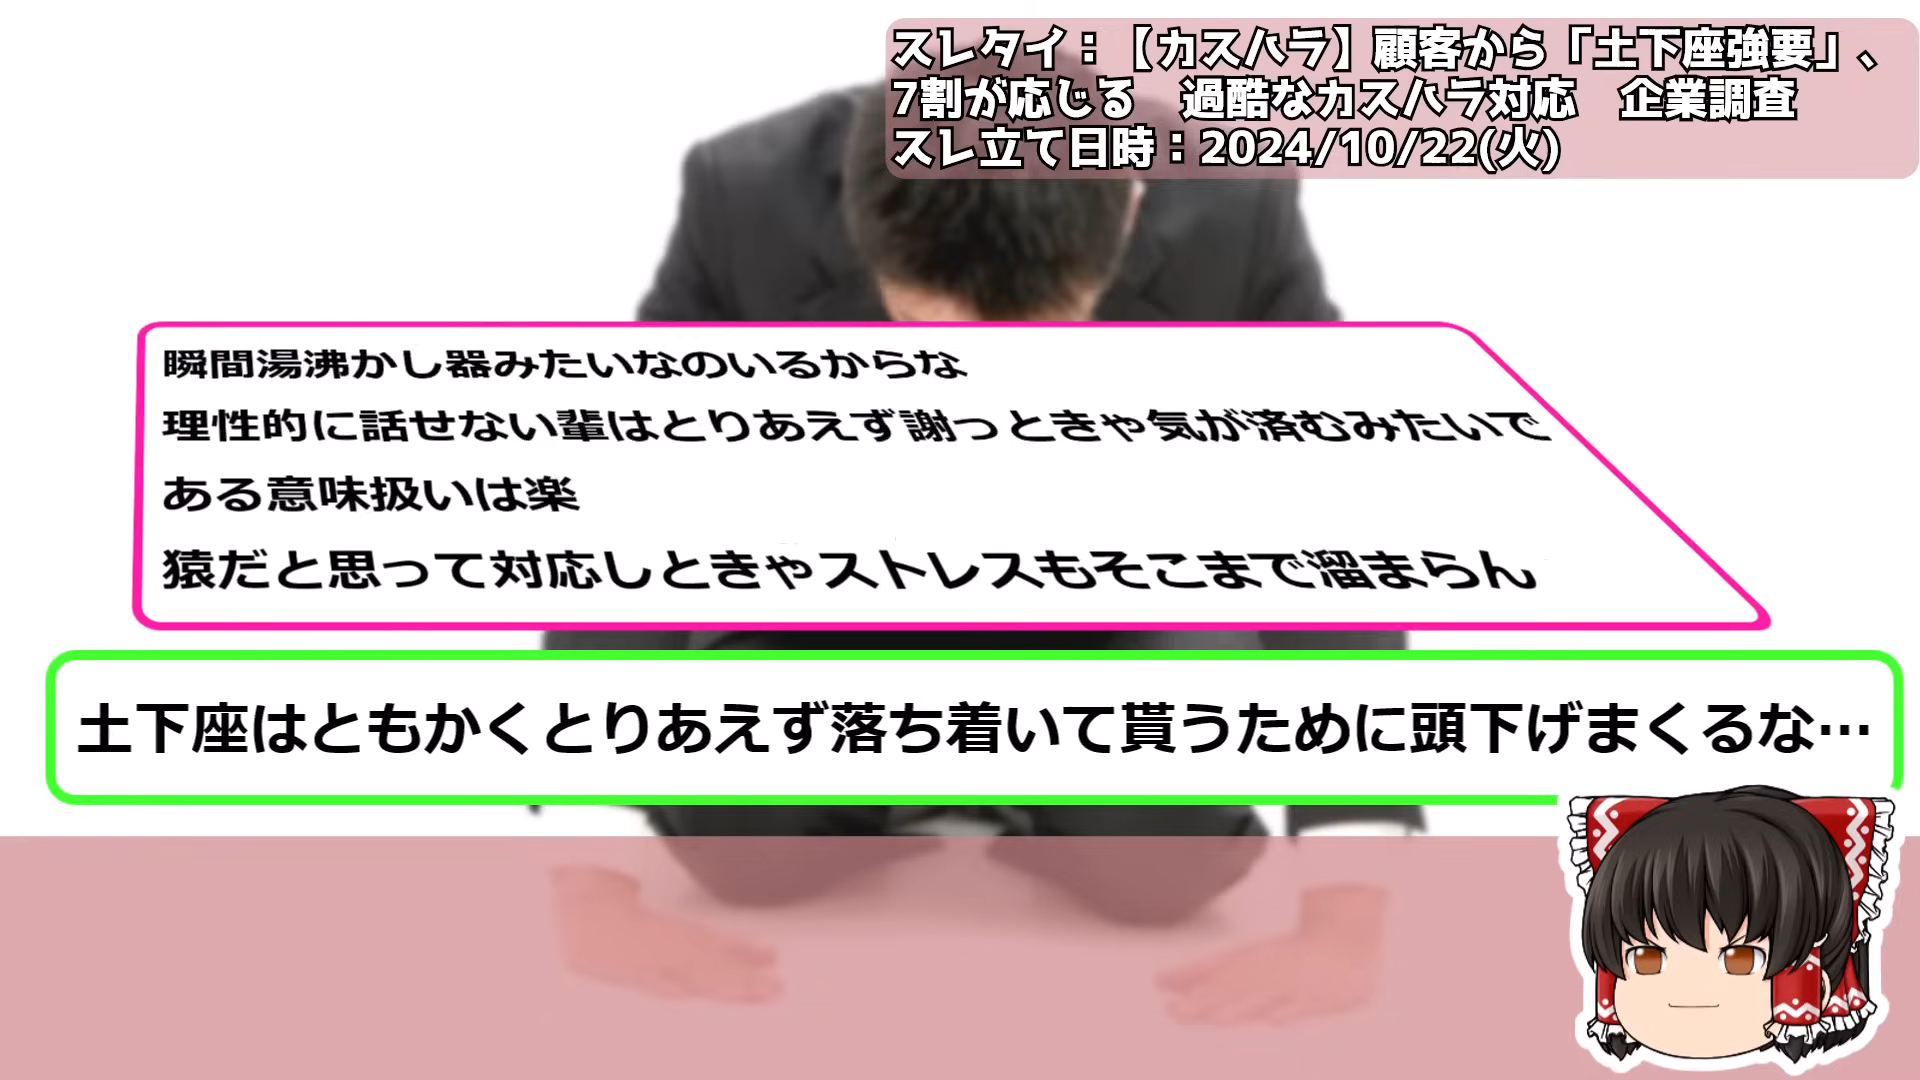 スレタイ：【カスハラ】顧客から「土下座強要」、
7割が応じる　過酷なカスハラ対応　企業調査
スレ立て日時：2024/10/22(火)
瞬間湯沸かし器みたいなのいるからな
理性的に話せない輩はとりあえず謝っときゃ気が済むみたいで
ある意味扱いは楽
猿だと思って対応しときゃストレスもそこまで溜まらん
土下座はともかくとりあえず落ち着いて貰うために頭下げまくるな…